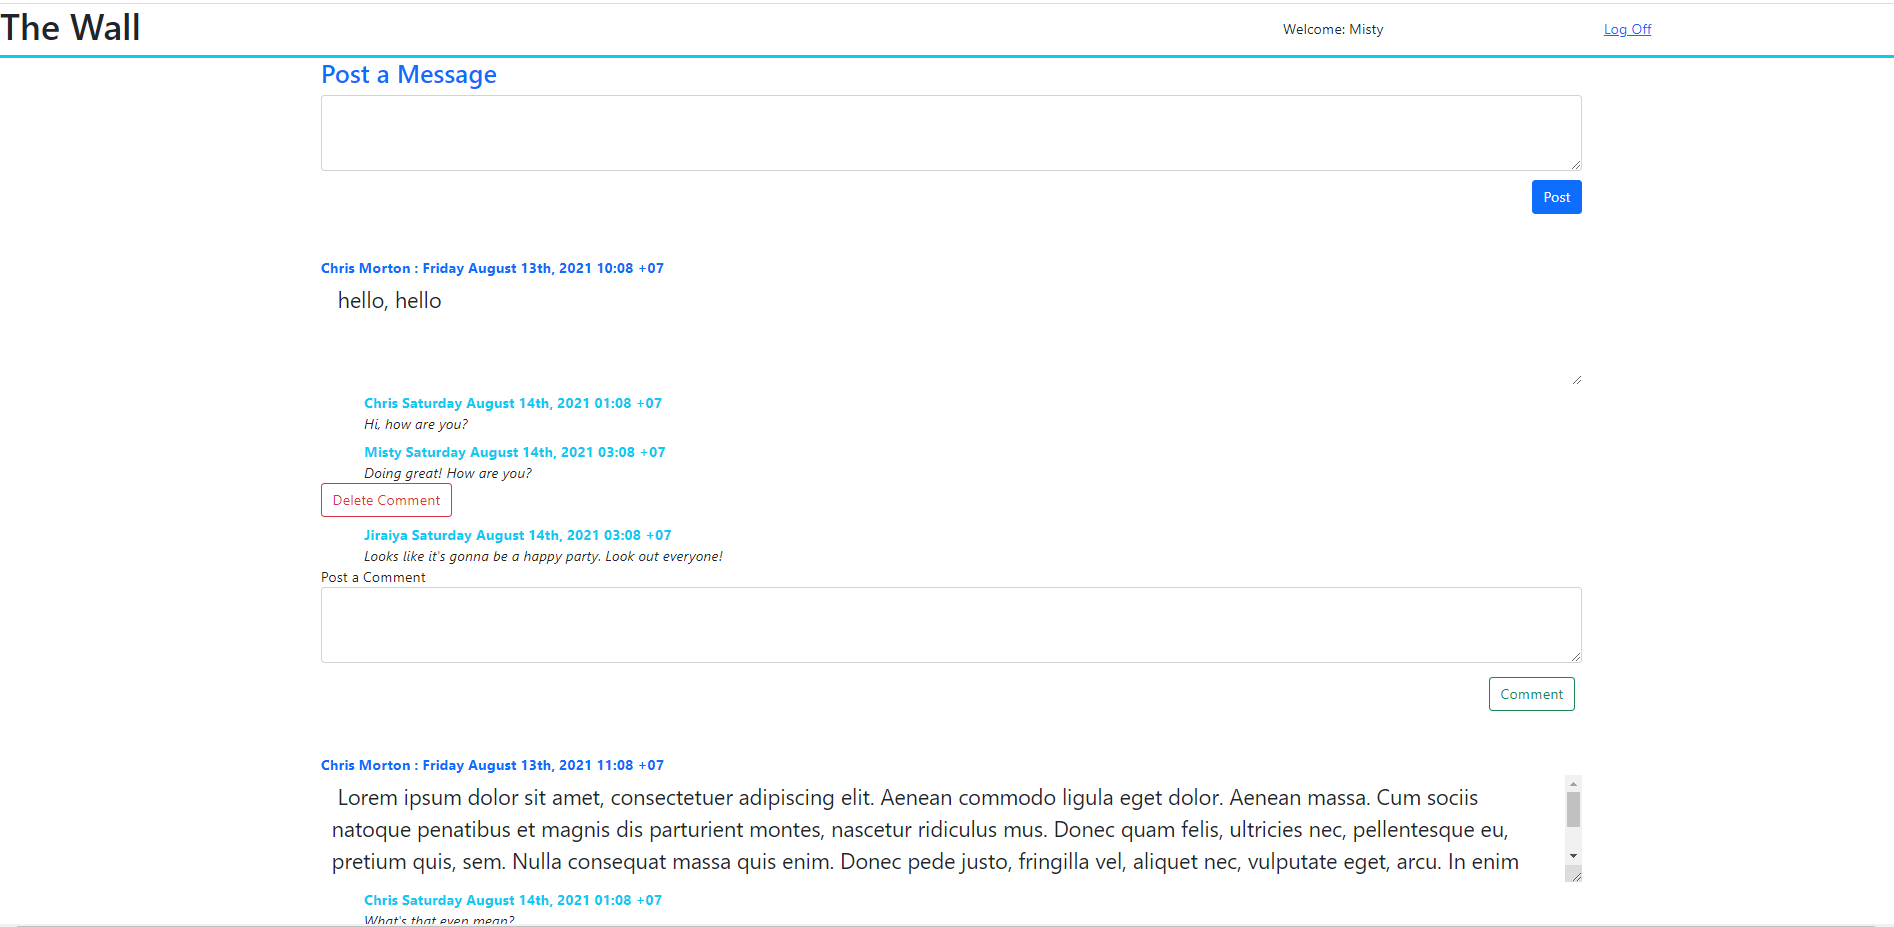 The Wall
Welcome: Misty
Log Off
Post a Message
Post
Chris Morton : Friday August 13th, 2021 10:08 +07
hello, hello
Chris Saturday August 14th, 2021 01:08 +07
Hi, how are you?
Misty Saturday August 14th, 2021 03:08 +07
Doing great! How are you?
Delete Comment
Jiraiya Saturday August 14th, 2021 03:08 +07
Looks like it's gonna be a happy party. Look out everyone!
Post a Comment
Comment
Chris Morton : Friday August 13th, 2021 11:08 +07
Lorem ipsum dolor sit amet, consectetuer adipiscing elit. Aenean commodo ligula eget dolor. Aenean massa. Cum sociis
natoque penatibus et magnis dis parturient montes, nascetur ridiculus mus. Donec quam felis, ultricies nec, pellentesque eu,
pretium quis, sem. Nulla consequat massa quis enim. Donec pede justo, fringilla vel, aliquet nec, vulputate eget, arcu. In enim
Chris Saturday August 14th, 2021 01:08 +07
What's that even mean?